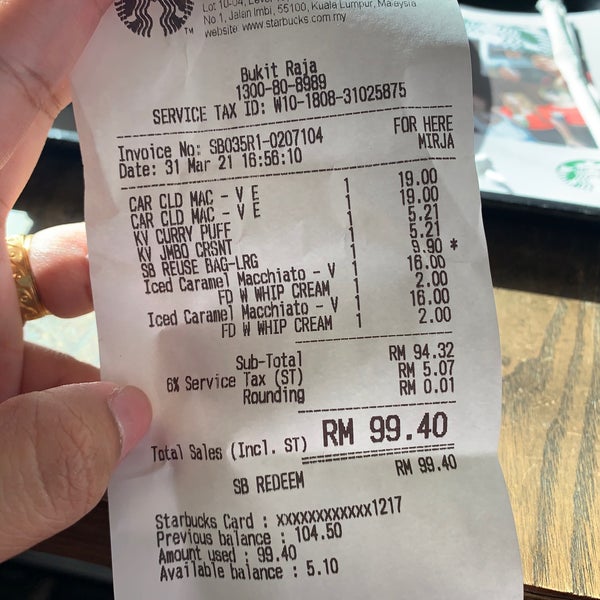 Lot 10-04, Level
No 1, Jalan Imbi, 55100, Kuala Lumpur, Malaysia
website: www.starbucks.com.my
TM
Bukit Raja
1300-80-8989
SERVICE TAX ID: W10-1808-31025875
Invoice No: SB035R1-0207104 FOR HERE
Date: 31 Mar 21 16:56:10 MIRJA
CAR CLD MAC - V E 1 19.00
CAR CLD MAC - V E 1 19.00
KV CURRY PUFF 1 5.21
KV JMBO CRSNT 1 5.21
SB REUSE BAG-LRG 1 9.90 *
Iced Caramel Macchiato - V 1 16.00
FD W WHIP CREAM 1 2.00
Iced Caramel Macchiato - V 1 16.00
FD W WHIP CREAM 1 2.00
Sub-Total RM 94.32
6% Service Tax (ST) RM 5.07
Rounding RM 0.01
Total Sales (Incl. ST) RM 99.40
SB REDEEM RM 99.40
Starbucks Card : xxxxxxxxxxxx1217
Previous balance : 104.50
Amount used : 99.40
Available balance : 5.10